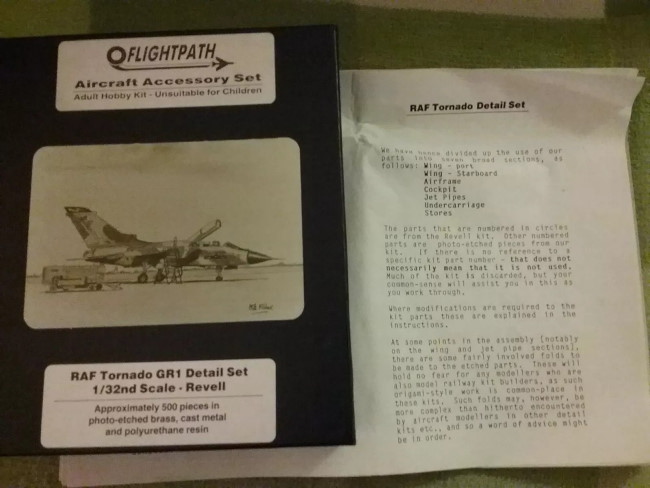 FLIGHTPATH
Aircraft Accessory Set
Adult Hobby Kit - Unsuitable for Children
RAF Tornado GR1 Detail Set
1/32nd Scale - Revell
Approximately 500 pieces in
photo-etched brass, cast metal
and polyurethane resin
RAF Tornado Detail Set
We have hence divided up the use of our
parts into seven broad sections, as
follows: Wing - port
Wing - Starboard
Airframe
Cockpit
Jet Pipes
Undercarriage
Stores
The parts that are numbered in circles
are from the Revell kit. Other numbered
parts are photo-etched pieces from our
kit. If there is no reference to a
specific kit part number - that does not
necessarily mean that it is not used.
Much of the kit is discarded, but your
common-sense will assist you in this as
you work through.
Where modifications are required to the
kit parts these are explained in the
instructions.
At some points in the assembly [notably
on the wing and jet pipe sections],
there are some fairly involved folds to
be made to the etched parts. These will
hold no fear for any modellers who are
also model railway kit builders, as such
origami-style work is common-place in
these kits. Such folds may, however, be
more complex than hitherto encountered
by aircraft modellers in other detail
kits etc., and so a word of advice might
be in order.